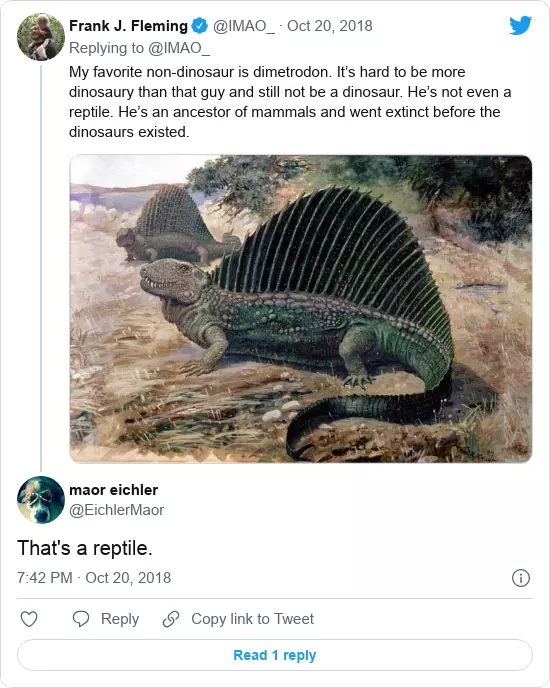 Frank J. Fleming @IMAO_ · Oct 20, 2018
Replying to @IMAO_
My favorite non-dinosaur is dimetrodon. It’s hard to be more
dinosaury than that guy and still not be a dinosaur. He’s not even a
reptile. He’s an ancestor of mammals and went extinct before the
dinosaurs existed.
maor eichler
@EichlerMaor
That's a reptile.
7:42 PM · Oct 20, 2018
Reply
Copy link to Tweet
Read 1 reply